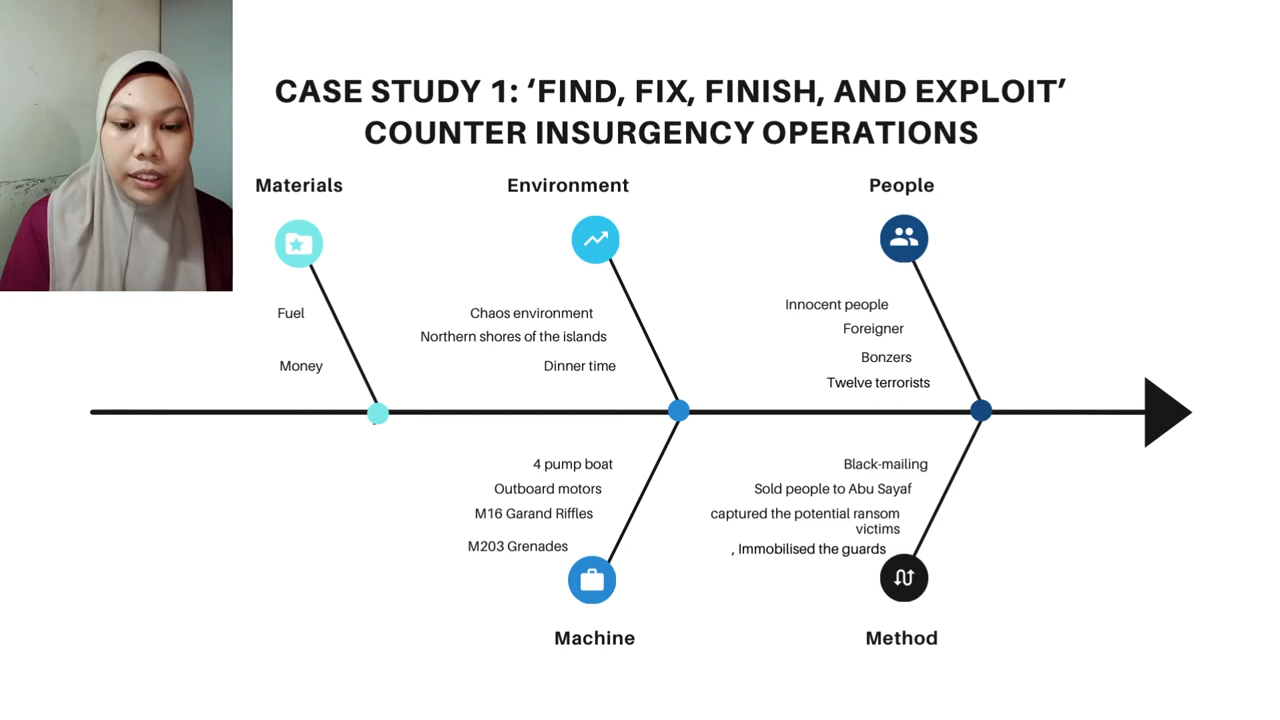 CASE STUDY 1: ‘FIND, FIX, FINISH, AND EXPLOIT’
COUNTER INSURGENCY OPERATIONS
Materials
Environment
People
Fuel
Money
Chaos environment
Northern shores of the islands
Dinner time
Innocent people
Foreigner
Bonzers
Twelve terrorists
4 pump boat
Outboard motors
M16 Garand Riffles
M203 Grenades
Black-mailing
Sold people to Abu Sayaf
captured the potential ransom
victims
, Immobilised the guards
Machine
Method